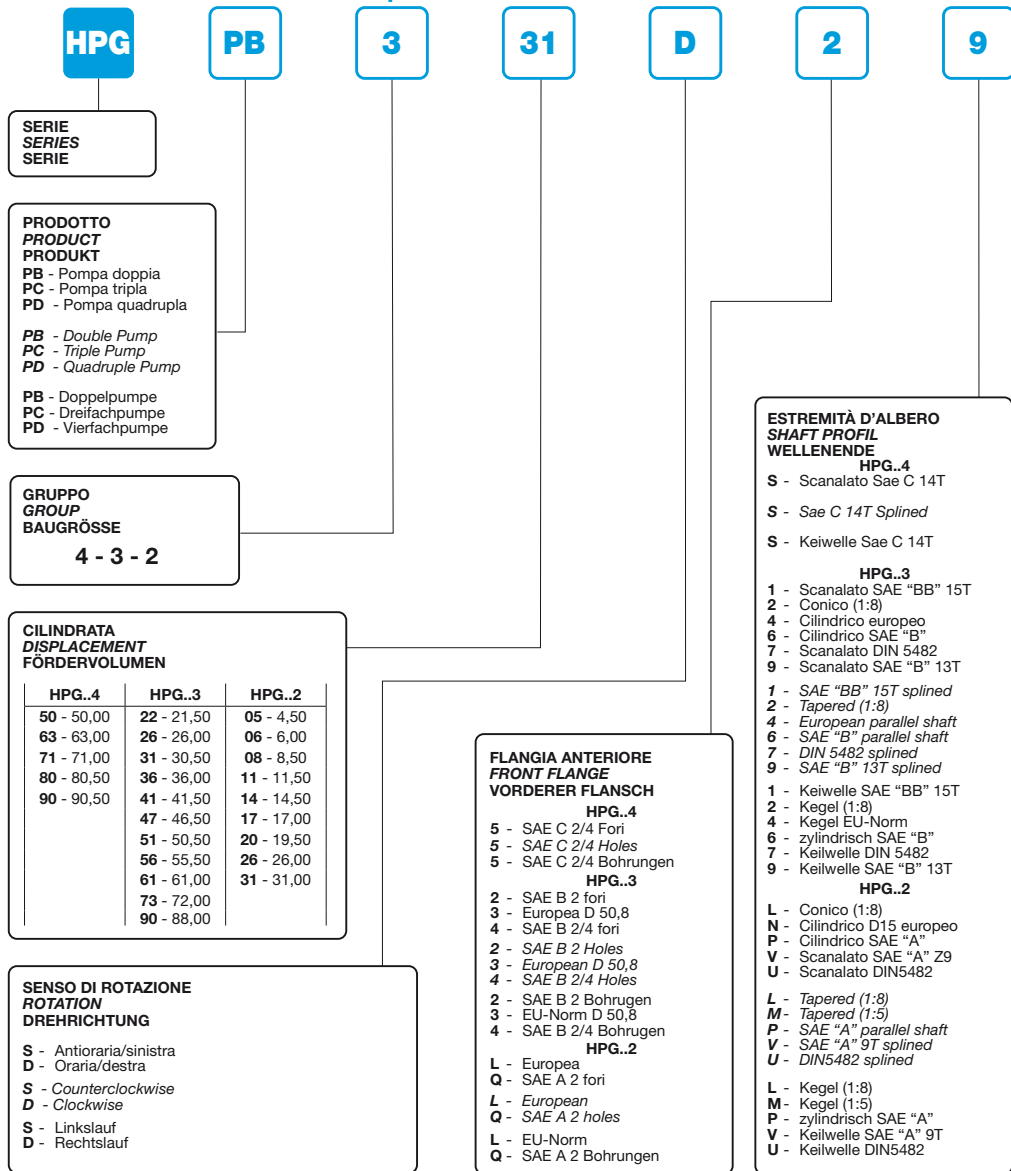 HPG PB 3 31 D 2 9
SERIE
SERIES
SERIE
PRODOTTO
PRODUCT
PRODUKT
PB - Pompa doppia
PC - Pompa tripla
PD - Pompa quadrupla
PB - Double Pump
PC - Triple Pump
PD - Quadruple Pump
PB - Doppelpumpe
PC - Dreifachpumpe
PD - Vierfachpumpe
GRUPPO
GROUP
BAUGRÖSSE
4 - 3 - 2
CILINDRATA
DISPLACEMENT
FÖRDERVOLUMEN
HPG..4 HPG..3 HPG..2
50 - 50,00 22 - 21,50 05 - 4,50
63 - 63,00 26 - 26,00 06 - 6,00
71 - 71,00 31 - 30,50 08 - 8,50
80 - 80,50 36 - 36,00 11 - 11,50
90 - 90,50 41 - 41,50 14 - 14,50
47 - 46,50 17 - 17,00
51 - 50,50 20 - 19,50
56 - 55,50 26 - 26,00
61 - 61,00 31 - 31,00
73 - 72,00
90 - 88,00
SENSO DI ROTAZIONE
ROTATION
DREHRICHTUNG
S - Antioraria/sinistra
D - Oraria/destra
S - Counterclockwise
D - Clockwise
S - Linkslauf
D - Rechtslauf
FLANGIA ANTERIORE
FRONT FLANGE
VORDERER FLANSCH
HPG..4
5 - SAE C 2/4 Fori
5 - SAE C 2/4 Holes
5 - SAE C 2/4 Bohrungen
HPG..3
2 - SAE B 2 fori
3 - Europea D 50,8
4 - SAE B 2/4 fori
2 - SAE B 2 Holes
3 - European D 50,8
4 - SAE B 2/4 Holes
2 - SAE B 2 Bohrugen
3 - EU-Norm D 50,8
4 - SAE B 2/4 Bohrugen
HPG..2
L - Europea
Q - SAE A 2 fori
L - European
Q - SAE A 2 holes
L - EU-Norm
Q - SAE A 2 Bohrungen
ESTREMITÀ D'ALBERO
SHAFT PROFIL
WELLENENDE
HPG..4
S - Scanalato Sae C 14T
S - Sae C 14T Splined
S - Keiwelle Sae C 14T
HPG..3
1 - Scanalato SAE "BB" 15T
2 - Conico (1:8)
4 - Cilindrico europeo
6 - Cilindrico SAE "B"
7 - Scanalato DIN 5482
9 - Scanalato SAE "B" 13T
1 - SAE "BB" 15T splined
2 - Tapered (1:8)
4 - European parallel shaft
6 - SAE "B" parallel shaft
7 - DIN 5482 splined
9 - SAE "B" 13T splined
1 - Keiwelle SAE "BB" 15T
2 - Kegel (1:8)
4 - Kegel EU-Norm
6 - zylindrisch SAE "B"
7 - Keilwelle DIN 5482
9 - Keilwelle SAE "B" 13T
HPG..2
L - Conico (1:8)
N - Cilindrico D15 europeo
P - Cilindrico SAE "A"
V - Scanalato SAE "A" Z9
U - Scanalato DIN5482
L - Tapered (1:8)
M - Tapered (1:5)
P - SAE "A" parallel shaft
V - SAE "A" 9T splined
U - DIN5482 splined
L - Kegel (1:8)
M - Kegel (1:5)
P - zylindrisch SAE "A"
V - Keilwelle SAE "A" 9T
U - Keilwelle DIN5482